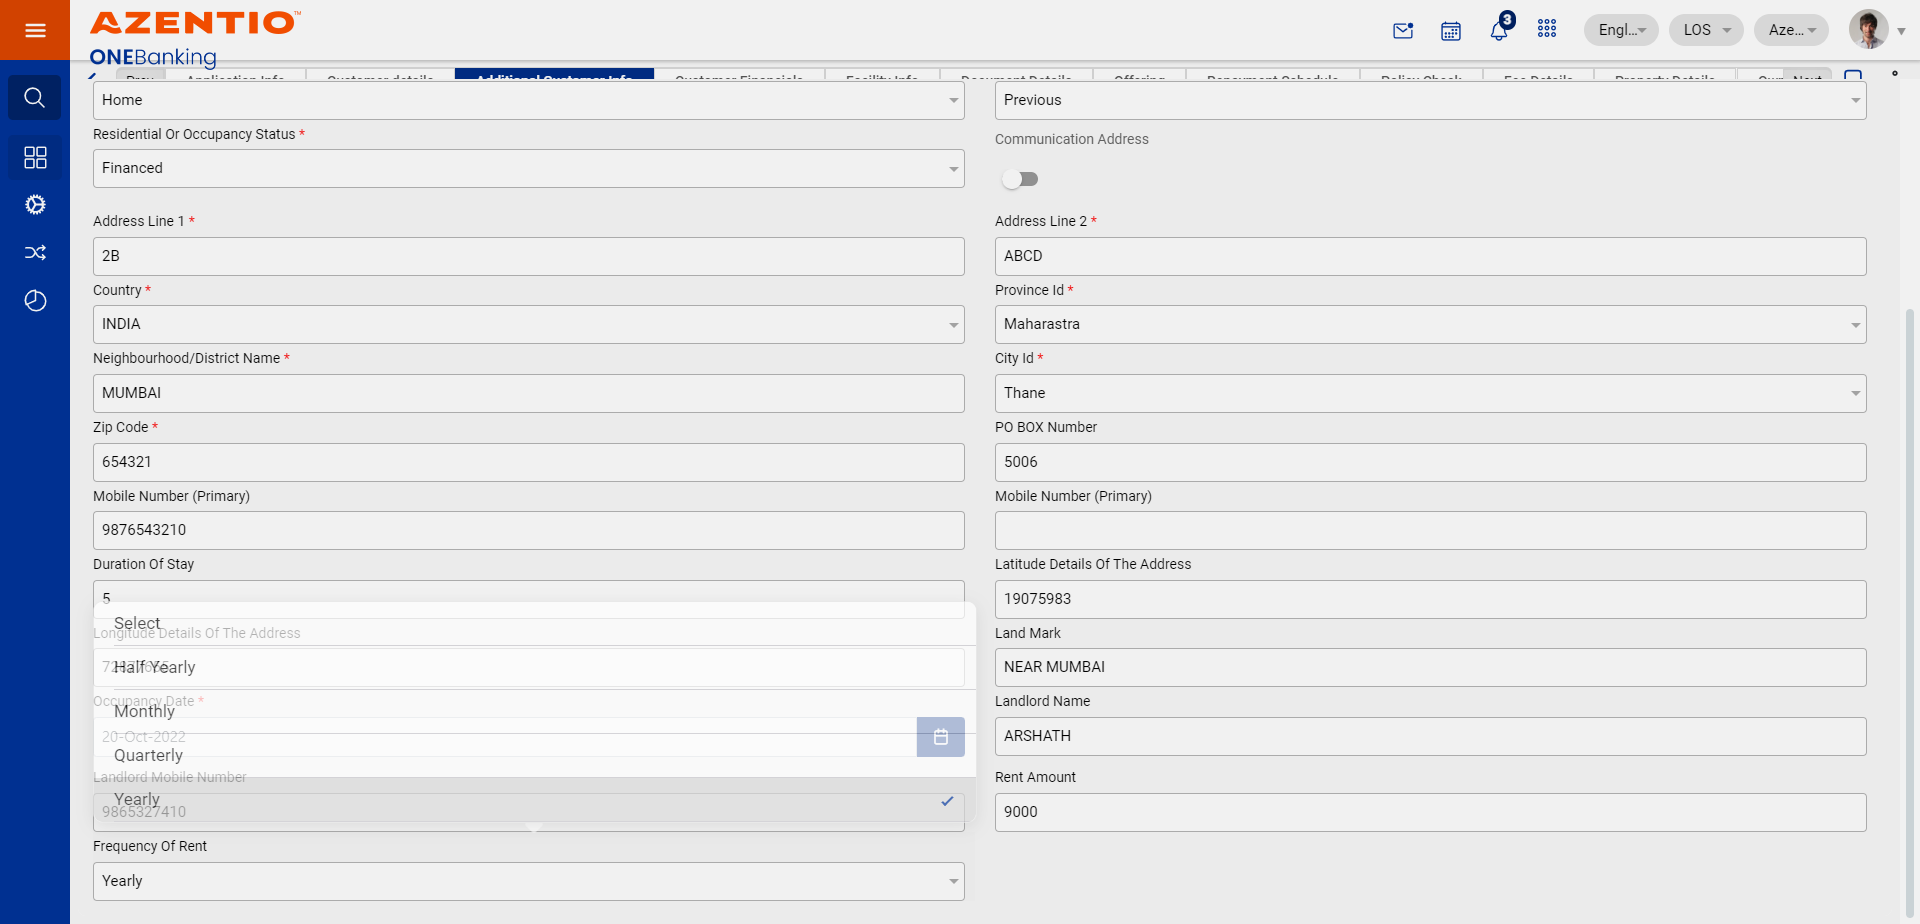 AZENTIO™
ONEBanking
3
Engl...
LOS
Aze...
Prev
Application Info
Customer details
Additional Customer Info
Customer Financials
Facility Info
Document Details
Offering
Repayment Schedule
Policy Check
Fee Details
Property Details
Next
Home
Previous
Residential Or Occupancy Status *
Communication Address
Financed
Address Line 1 *
Address Line 2 *
2B
ABCD
Country *
Province Id *
INDIA
Maharastra
Neighbourhood/District Name *
City Id *
MUMBAI
Thane
Zip Code *
PO BOX Number
654321
5006
Mobile Number (Primary)
Mobile Number (Primary)
9876543210
Duration Of Stay
Latitude Details Of The Address
5
19075983
Select
Longitude Details Of The Address
Land Mark
Half Yearly
NEAR MUMBAI
Occupancy Date *
Landlord Name
Monthly
20-Oct-2022
ARSHATH
Quarterly
Landlord Mobile Number
Rent Amount
Yearly
9865327410
9000
Frequency Of Rent
Yearly